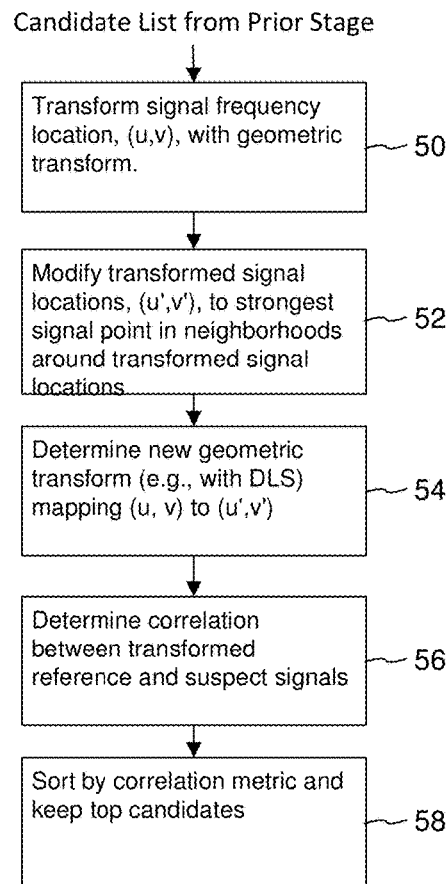 Candidate List from Prior Stage
Transform signal frequency
location, (u,v), with geometric
transform.
50
Modify transformed signal
locations, (u',v'), to strongest
signal point in neighborhoods
around transformed signal
locations
52
Determine new geometric
transform (e.g., with DLS)
mapping (u, v) to (u',v')
54
Determine correlation
between transformed
reference and suspect signals
56
Sort by correlation metric and
keep top candidates
58